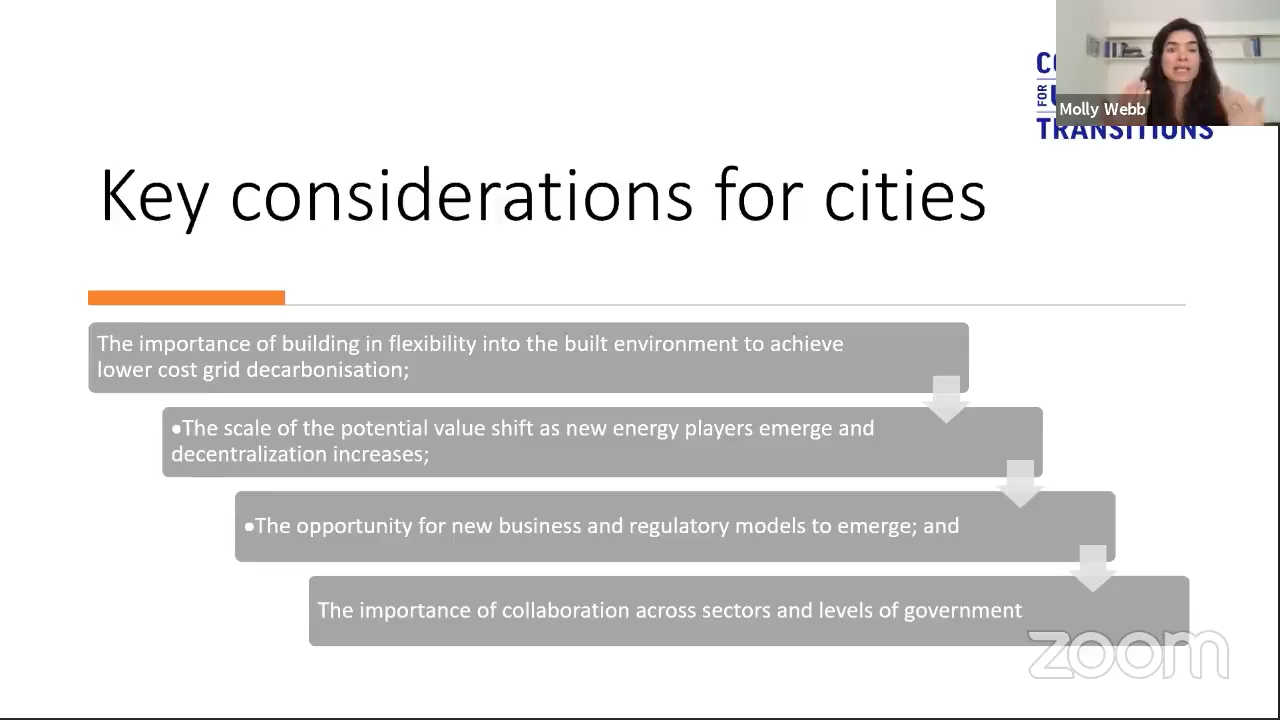 CO
FOR U
TRANSITIONS
Molly Webb
Key considerations for cities
The importance of building in flexibility into the built environment to achieve
lower cost grid decarbonisation;
•The scale of the potential value shift as new energy players emerge and
decentralization increases;
•The opportunity for new business and regulatory models to emerge; and
The importance of collaboration across sectors and levels of government
zoom